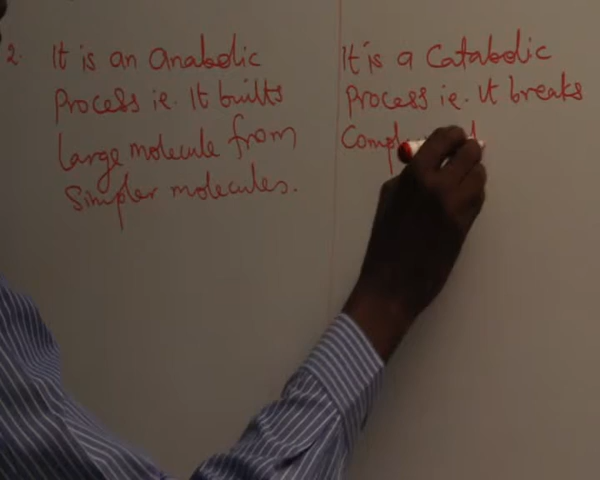 2. It is an Anabolic
Process ie. It builts
large molecule from
Simpler molecules.
It is a Catabolic
Process ie. It breaks